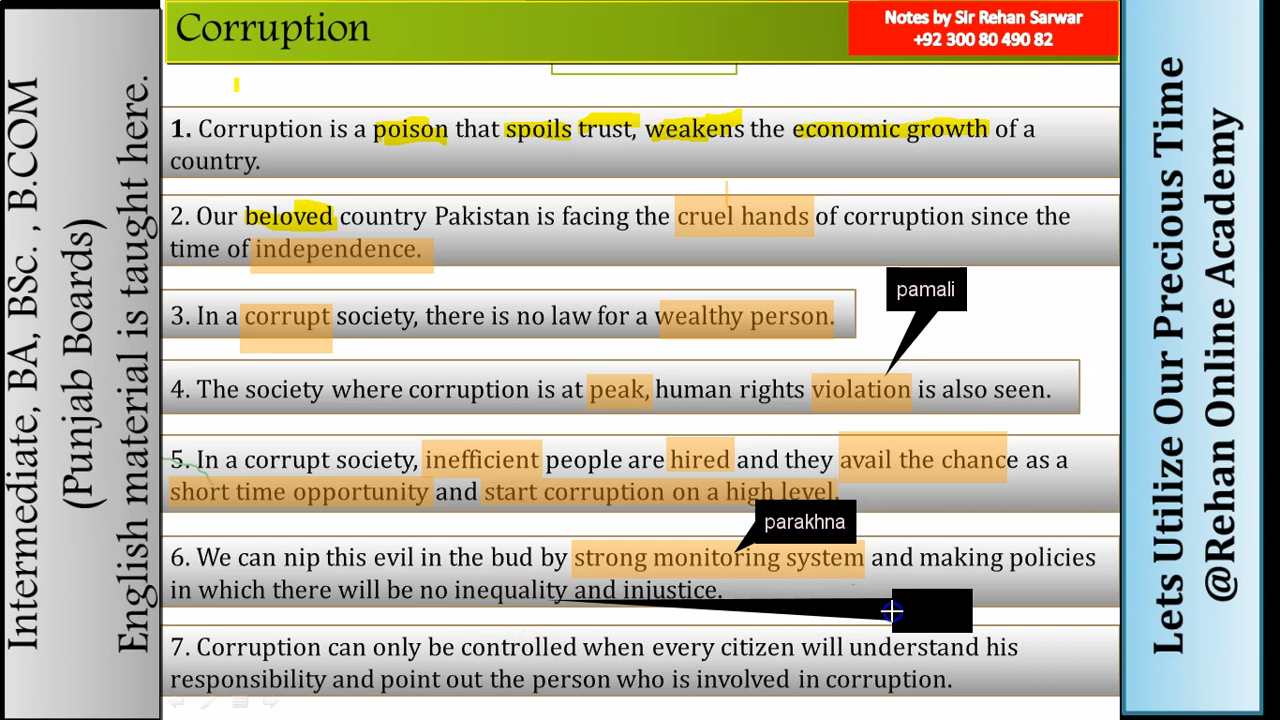 Intermediate, BA, BSc. , B.COM
(Punjab Boards)
English material is taught here.
Corruption
Notes by Sir Rehan Sarwar
+92 300 80 490 82
1. Corruption is a poison that spoils trust, weakens the economic growth of a
country.
2. Our beloved country Pakistan is facing the cruel hands of corruption since the
time of independence.
pamali
3. In a corrupt society, there is no law for a wealthy person.
4. The society where corruption is at peak, human rights violation is also seen.
5. In a corrupt society, inefficient people are hired and they avail the chance as a
short time opportunity and start corruption on a high level.
parakhna
6. We can nip this evil in the bud by strong monitoring system and making policies
in which there will be no inequality and injustice.
7. Corruption can only be controlled when every citizen will understand his
responsibility and point out the person who is involved in corruption.
Lets Utilize Our Precious Time
@Rehan Online Academy